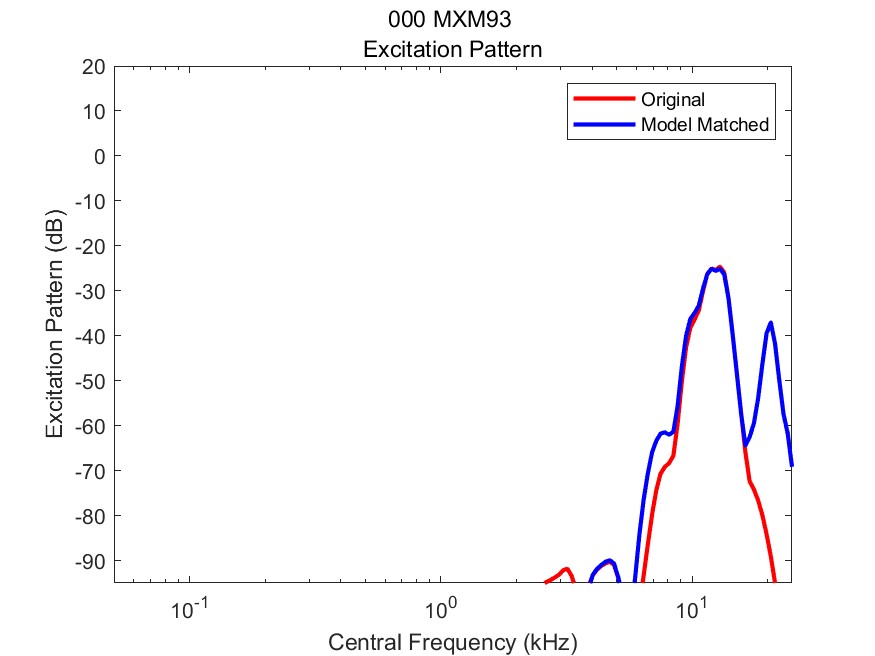 000 MXM93
Excitation Pattern
Original
Model Matched
Excitation Pattern (dB)
20
10
0
-10
-20
-30
-40
-50
-60
-70
-80
-90
10-1 100 101
Central Frequency (kHz)